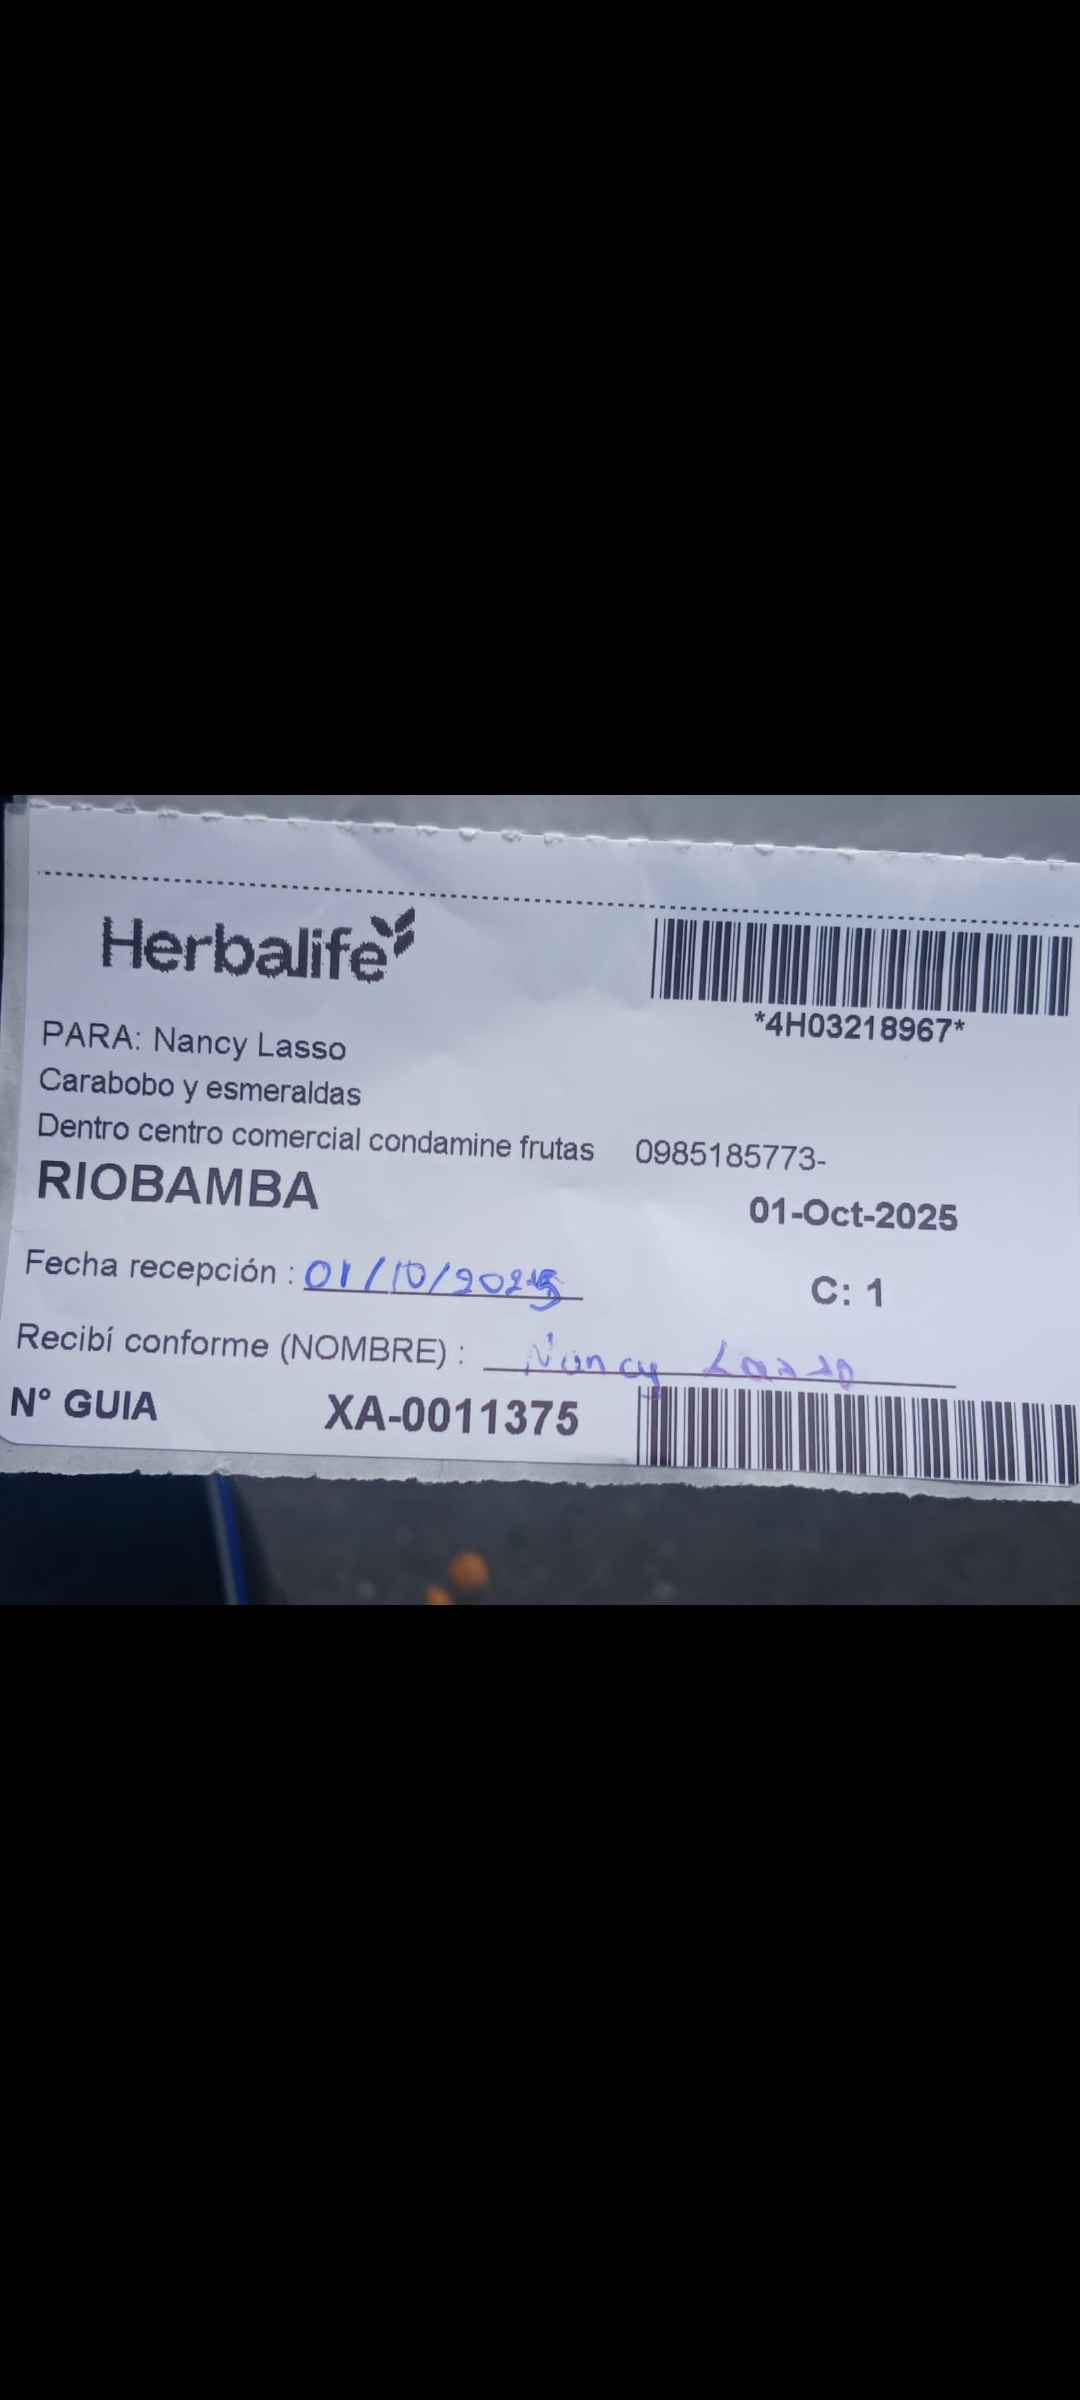 Herbalife
*4H03218967*
PARA: Nancy Lasso
Carabobo y esmeraldas
Dentro centro comercial condamine frutas 0985185773-
RIOBAMBA
01-Oct-2025
Fecha recepción : 01/10/2025
C: 1
Recibí conforme (NOMBRE) : Nancy Lasso
N° GUIA XA-0011375